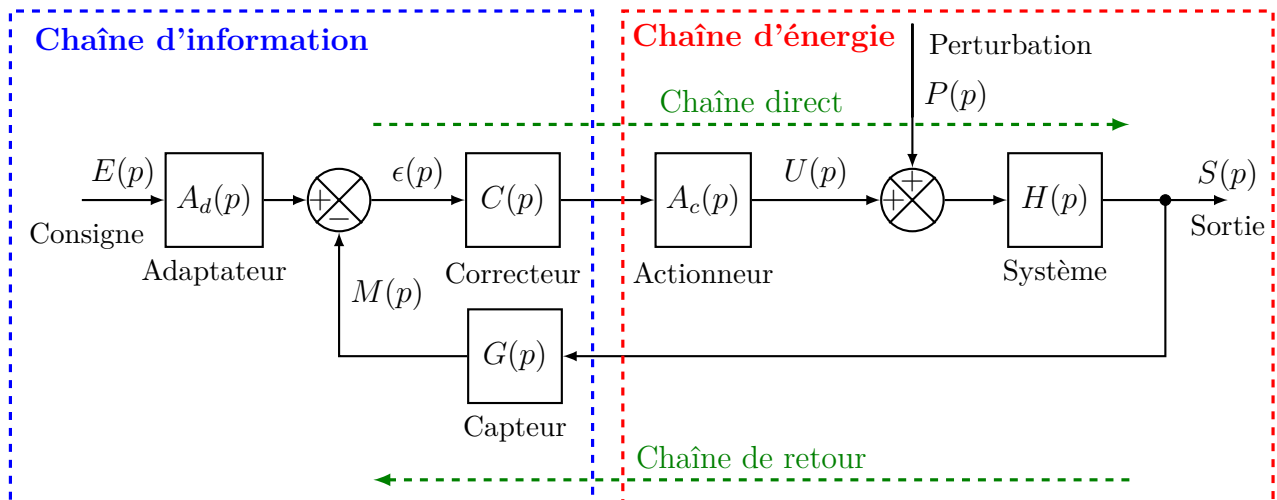 Chaîne d'information
Chaîne d'énergie
Perturbation
P(p)
Chaîne direct
E(p)
Consigne
A_d(p)
Adaptateur
+
−
ϵ(p)
C(p)
Correcteur
A_c(p)
Actionneur
U(p)
+
+
H(p)
Système
S(p)
Sortie
M(p)
G(p)
Capteur
Chaîne de retour